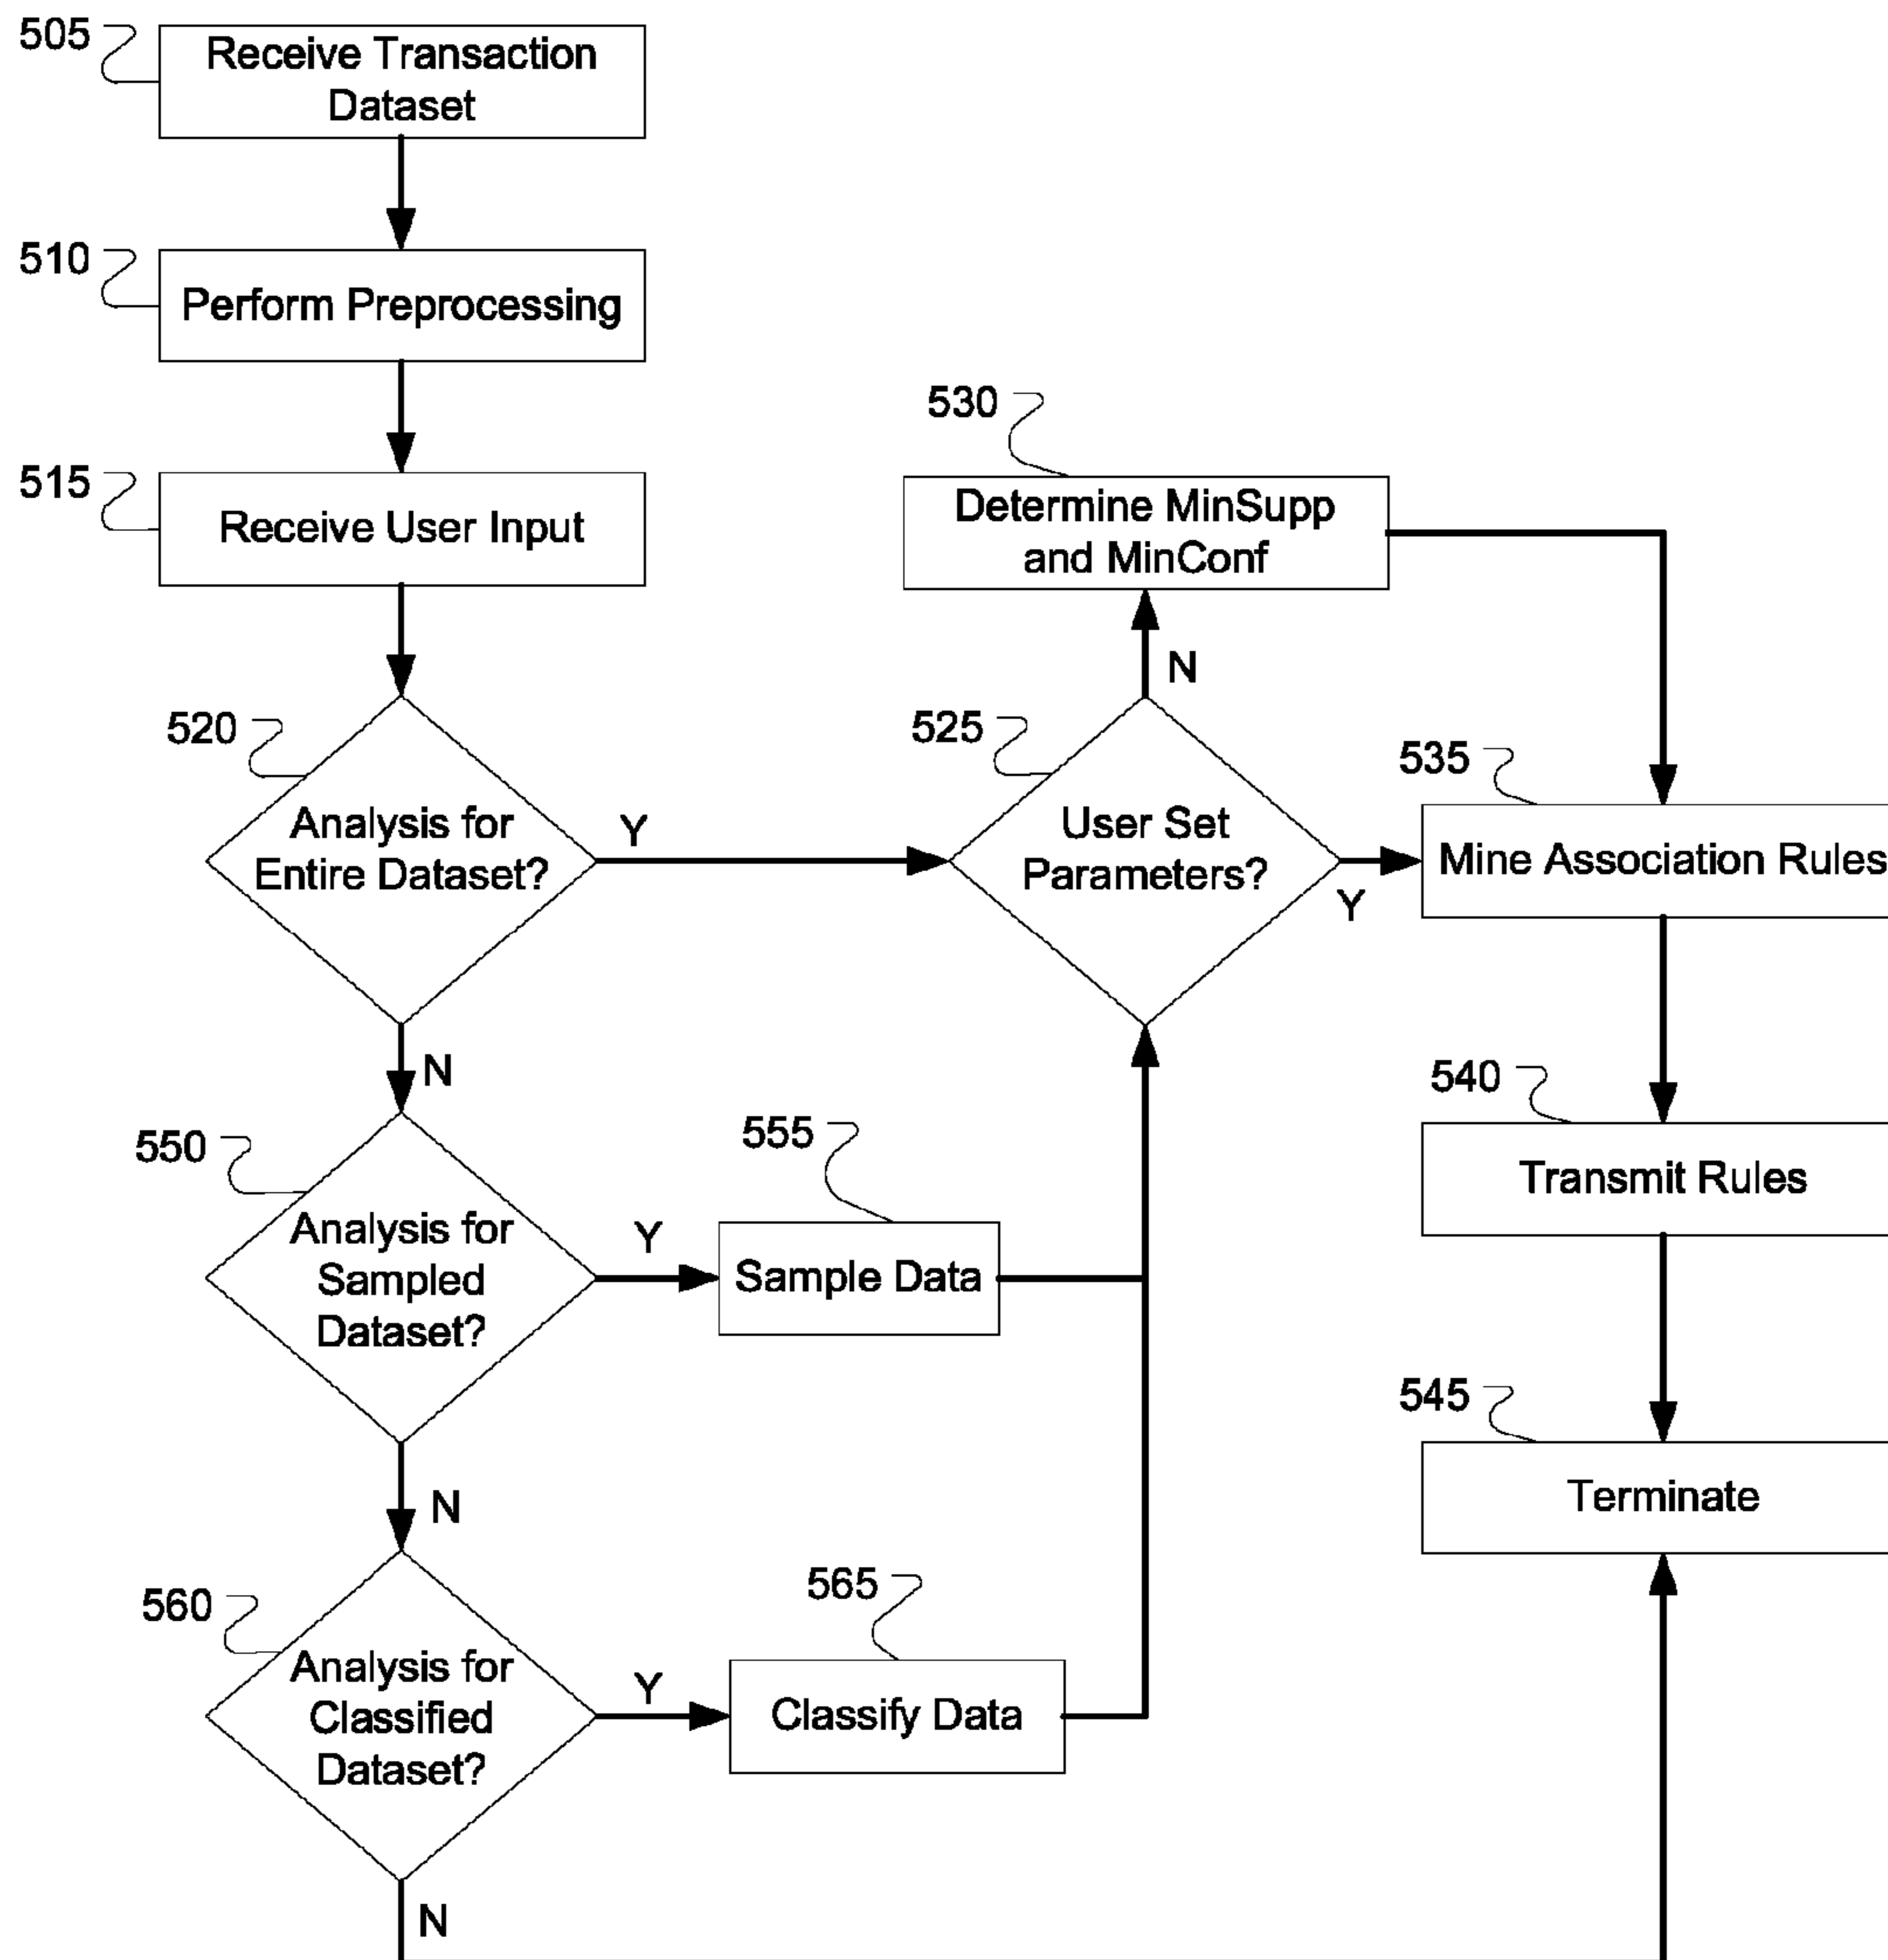 505
Receive Transaction
Dataset
510
Perform Preprocessing
515
Receive User Input
520
Analysis for
Entire Dataset?
Y
N
525
User Set
Parameters?
N
Y
530
Determine MinSupp
and MinConf
535
Mine Association Rules
540
Transmit Rules
545
Terminate
550
Analysis for
Sampled
Dataset?
Y
N
555
Sample Data
560
Analysis for
Classified
Dataset?
Y
N
565
Classify Data